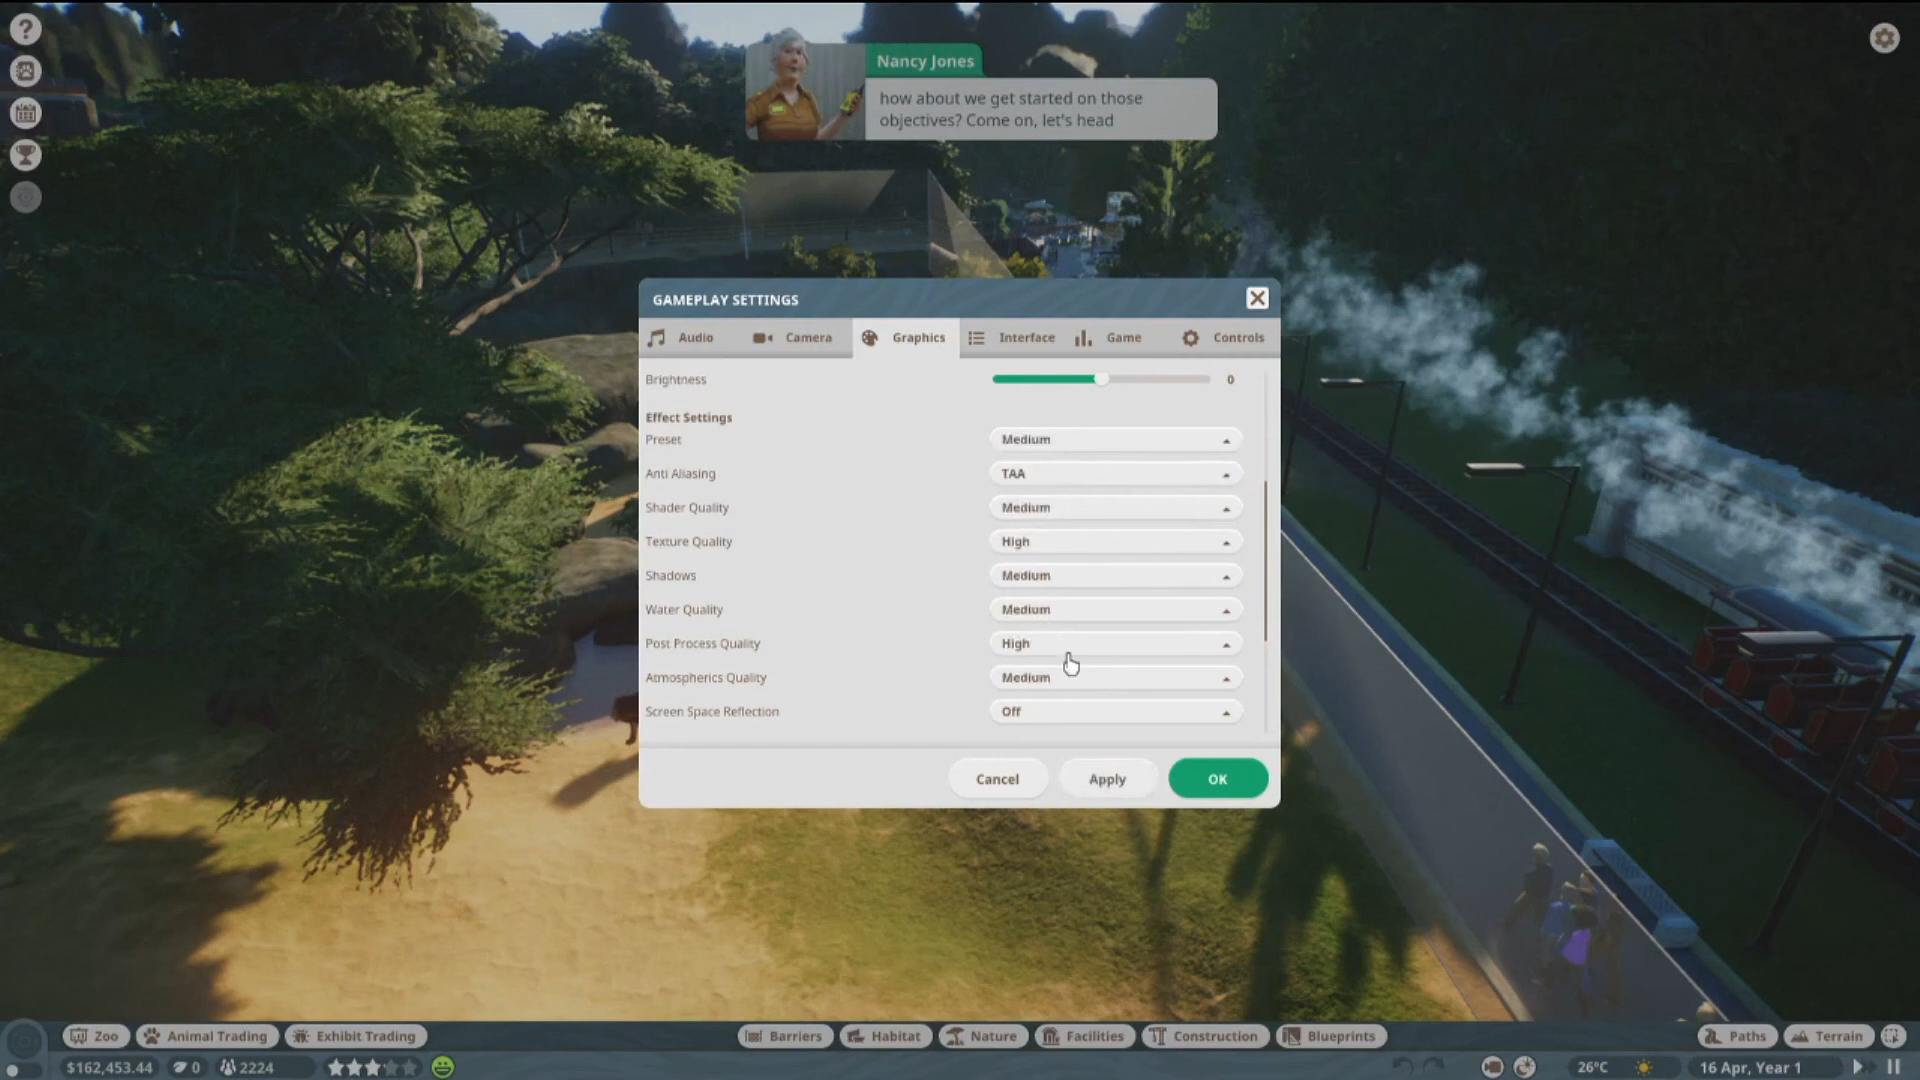 Nancy Jones
how about we get started on those
objectives? Come on, let's head
GAMEPLAY SETTINGS
Audio
Camera
Graphics
Interface
Game
Controls
Brightness
0
Effect Settings
Preset
Medium
Anti Aliasing
TAA
Shader Quality
Medium
Texture Quality
High
Shadows
Medium
Water Quality
Medium
Post Process Quality
High
Atmospherics Quality
Medium
Screen Space Reflection
Off
Cancel
Apply
OK
Zoo
Animal Trading
Exhibit Trading
Barriers
Habitat
Nature
Facilities
Construction
Blueprints
Paths
Terrain
$162,453.44
0
2224
26°C
16 Apr, Year 1